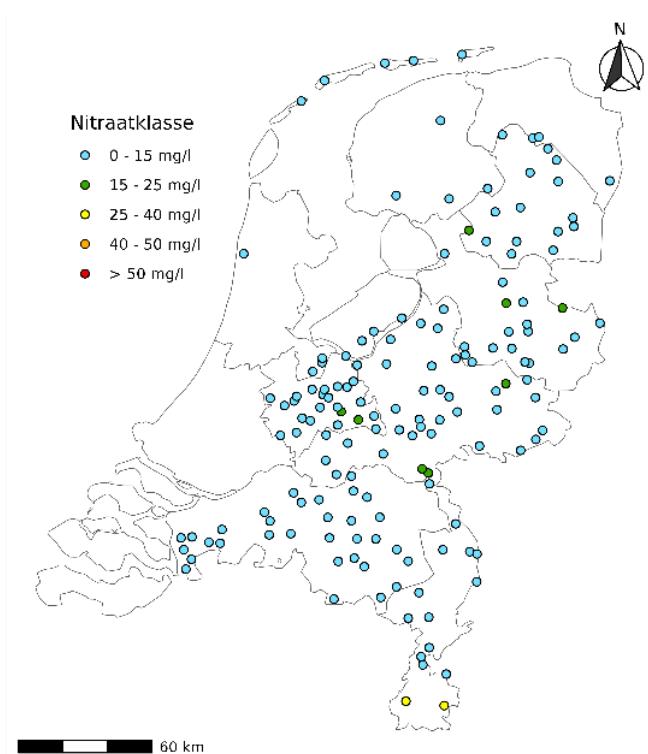 N
Nitraatklasse
0 - 15 mg/l
15 - 25 mg/l
25 - 40 mg/l
40 - 50 mg/l
> 50 mg/l
60 km